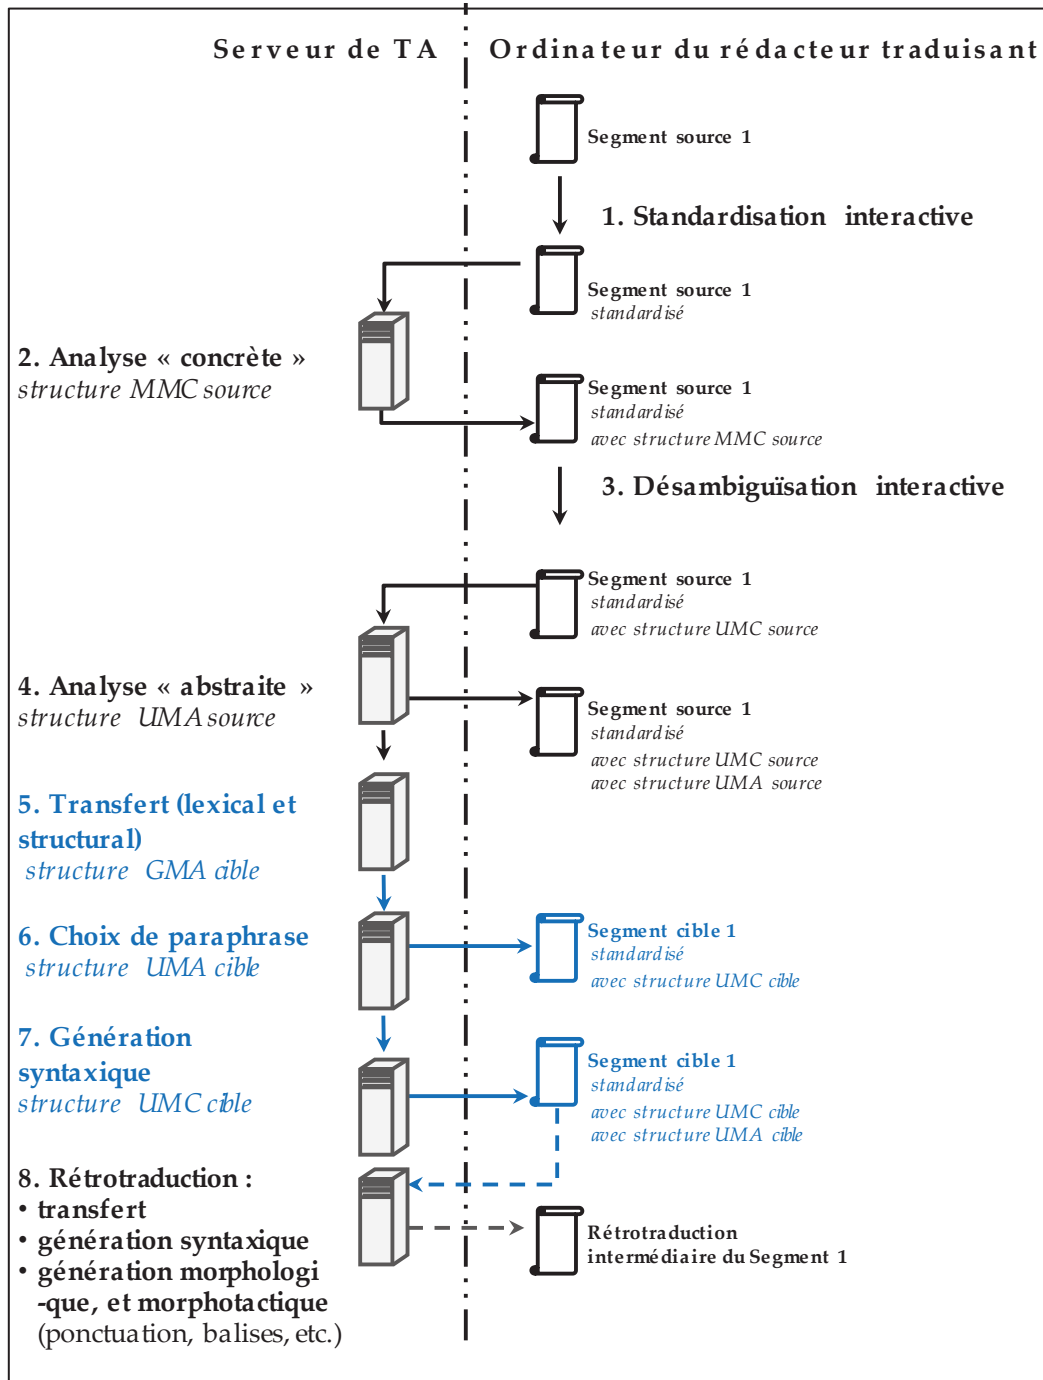 Serveur de TA
Ordinateur du rédacteur traduisant
Segment source 1
1. Standardisation interactive
Segment source 1
standardisé
2. Analyse « concrète »
structure MMC source
Segment source 1
standardisé
avec structure MMC source
3. Désambiguïsation interactive
Segment source 1
standardisé
avec structure UMC source
4. Analyse « abstraite »
structure UMA source
Segment source 1
standardisé
avec structure UMC source
avec structure UMA source
5. Transfert (lexical et
structural)
structure GMA cible
6. Choix de paraphrase
structure UMA cible
Segment cible 1
standardisé
avec structure UMC cible
7. Génération
syntaxique
structure UMC cible
Segment cible 1
standardisé
avec structure UMC cible
avec structure UMA cible
8. Rétrotraduction :
• transfert
• génération syntaxique
• génération morphologi
-que, et morphotactique
(ponctuation, balises, etc.)
Rétrotraduction
intermédiaire du Segment 1